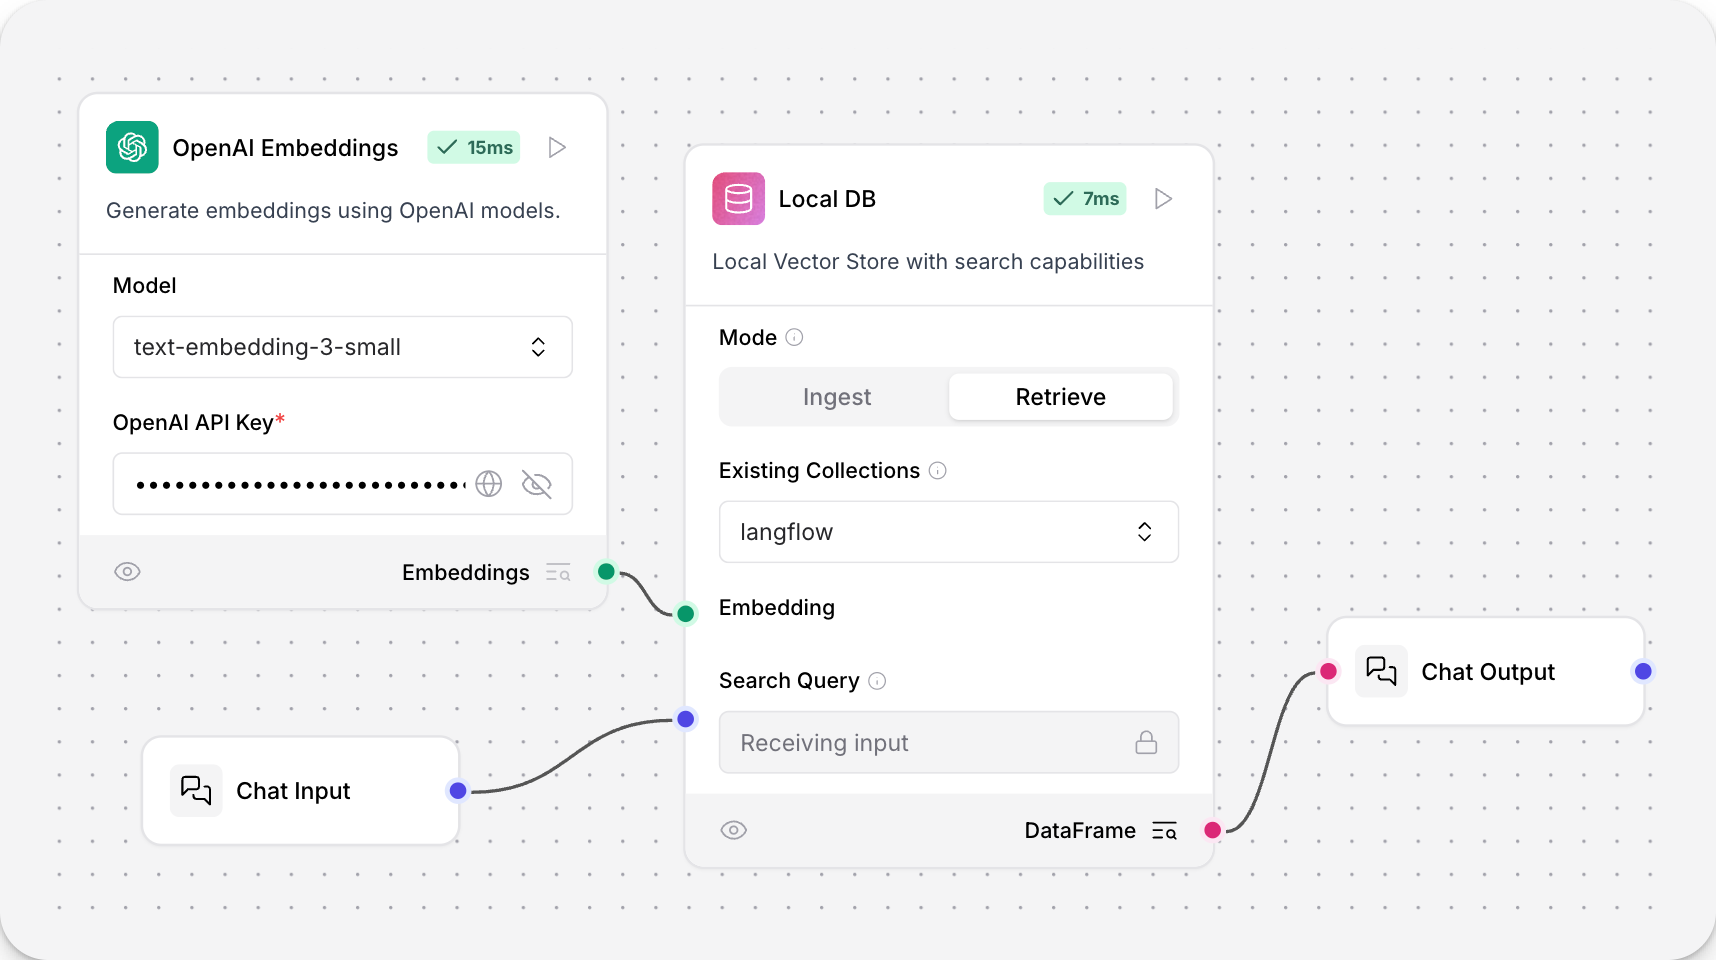 OpenAI Embeddings
15ms
Generate embeddings using OpenAI models.
Model
text-embedding-3-small
OpenAI API Key*
••••••••••••••••••••••••••
Embeddings
Chat Input
Local DB
7ms
Local Vector Store with search capabilities
Mode
Ingest
Retrieve
Existing Collections
langflow
Embedding
Search Query
Receiving input
DataFrame
Chat Output